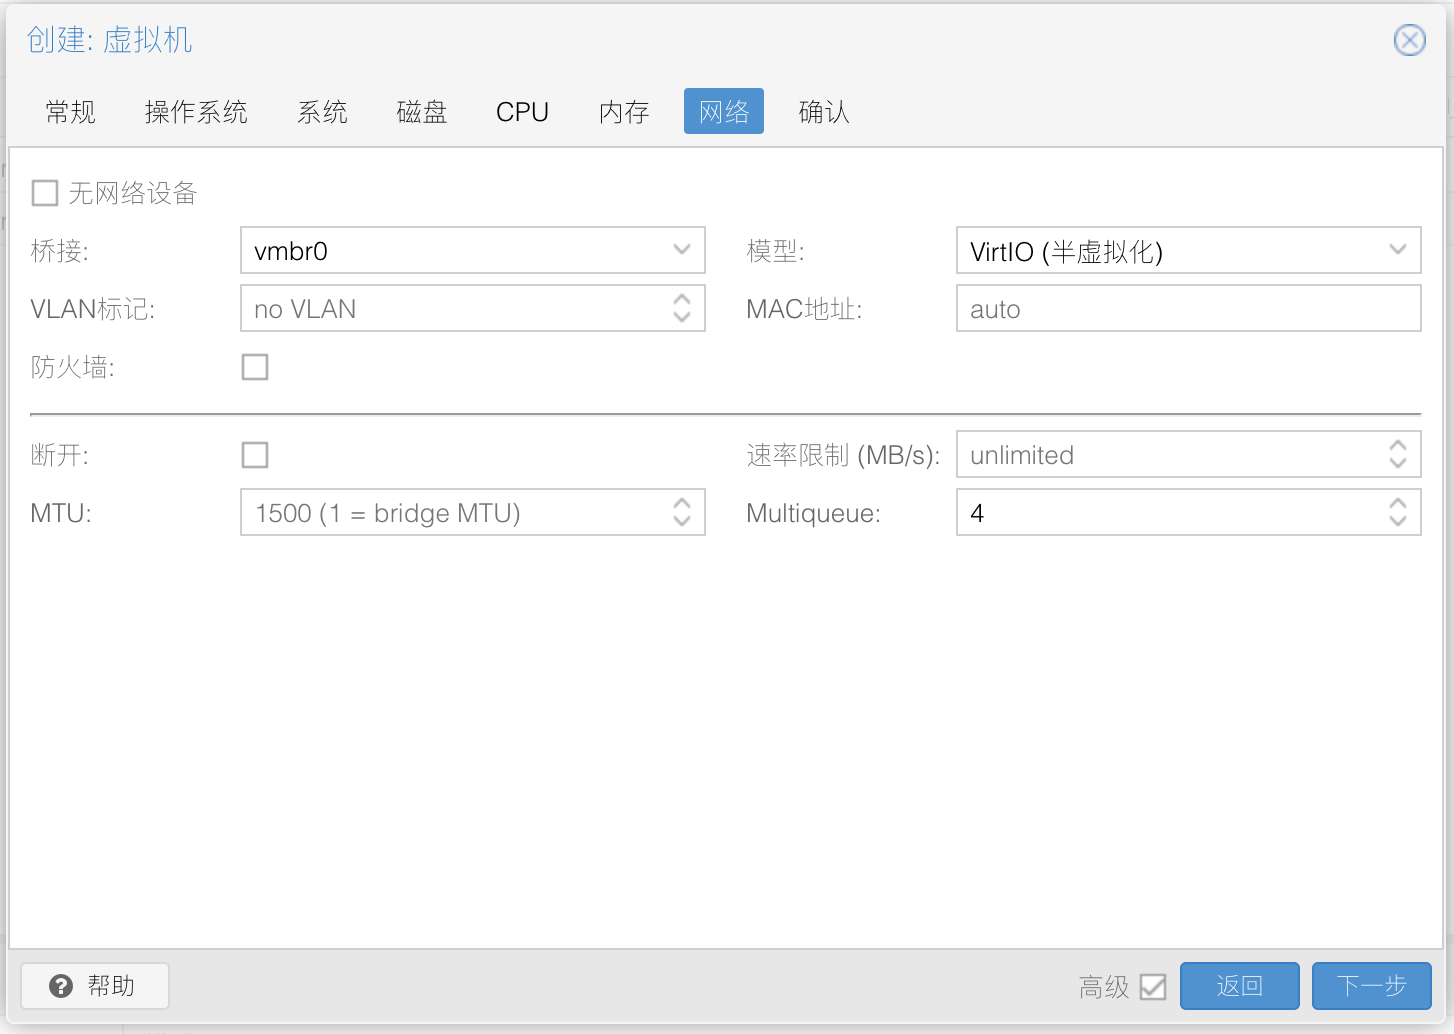 创建: 虚拟机
常规 操作系统 系统 磁盘 CPU 内存 网络 确认
无网络设备
桥接: vmbr0 模型: VirtIO (半虚拟化)
VLAN标记: no VLAN MAC地址: auto
防火墙:
断开: 速率限制 (MB/s): unlimited
MTU: 1500 (1 = bridge MTU) Multiqueue: 4
帮助 高级 返回 下一步